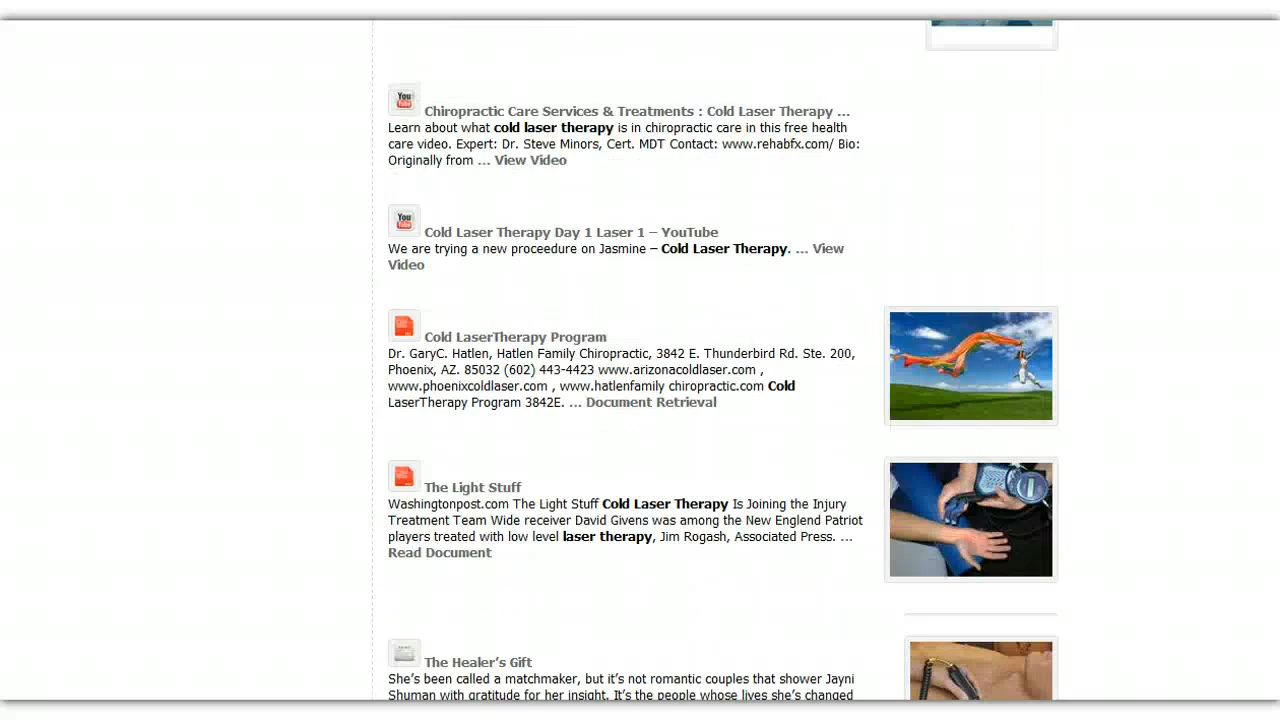 You
Tube
Chiropractic Care Services & Treatments : Cold Laser Therapy ...
Learn about what cold laser therapy is in chiropractic care in this free health
care video. Expert: Dr. Steve Minors, Cert. MDT Contact: www.rehabfx.com/ Bio:
Originally from ... View Video
You
Tube
Cold Laser Therapy Day 1 Laser 1 – YouTube
We are trying a new proceedure on Jasmine – Cold Laser Therapy. ... View
Video
Cold LaserTherapy Program
Dr. GaryC. Hatlen, Hatlen Family Chiropractic, 3842 E. Thunderbird Rd. Ste. 200,
Phoenix, AZ. 85032 (602) 443-4423 www.arizonacoldlaser.com ,
www.phoenixcoldlaser.com , www.hatlenfamily chiropractic.com Cold
LaserTherapy Program 3842E. ... Document Retrieval
The Light Stuff
Washingtonpost.com The Light Stuff Cold Laser Therapy Is Joining the Injury
Treatment Team Wide receiver David Givens was among the New Englend Patriot
players treated with low level laser therapy, Jim Rogash, Associated Press. ...
Read Document
The Healer's Gift
She's been called a matchmaker, but it's not romantic couples that shower Jayni
Shuman with gratitude for her insight. It's the people whose lives she's changed